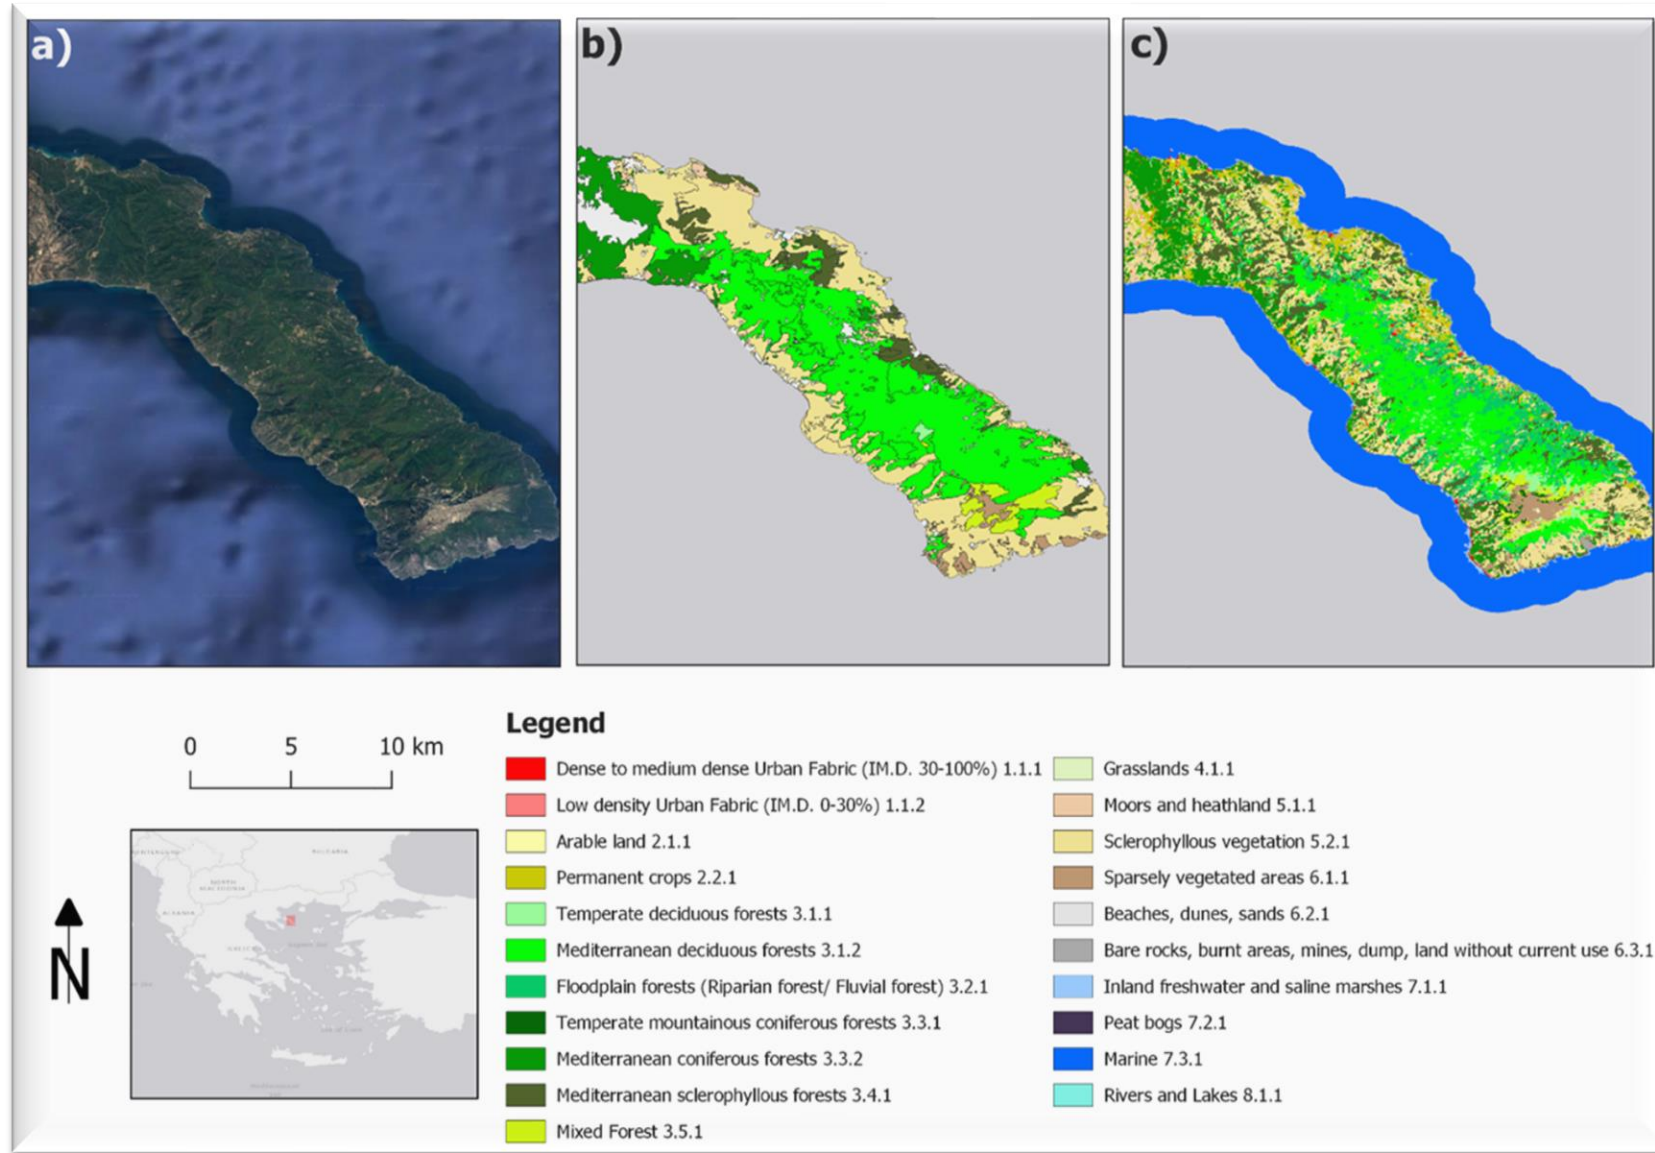 a)
b)
c)
0 5 10 km
N
Legend
Dense to medium dense Urban Fabric (IM.D. 30-100%) 1.1.1
Low density Urban Fabric (IM.D. 0-30%) 1.1.2
Arable land 2.1.1
Permanent crops 2.2.1
Temperate deciduous forests 3.1.1
Mediterranean deciduous forests 3.1.2
Floodplain forests (Riparian forest/ Fluvial forest) 3.2.1
Temperate mountainous coniferous forests 3.3.1
Mediterranean coniferous forests 3.3.2
Mediterranean sclerophyllous forests 3.4.1
Mixed Forest 3.5.1
Grasslands 4.1.1
Moors and heathland 5.1.1
Sclerophyllous vegetation 5.2.1
Sparsely vegetated areas 6.1.1
Beaches, dunes, sands 6.2.1
Bare rocks, burnt areas, mines, dump, land without current use 6.3.1
Inland freshwater and saline marshes 7.1.1
Peat bogs 7.2.1
Marine 7.3.1
Rivers and Lakes 8.1.1